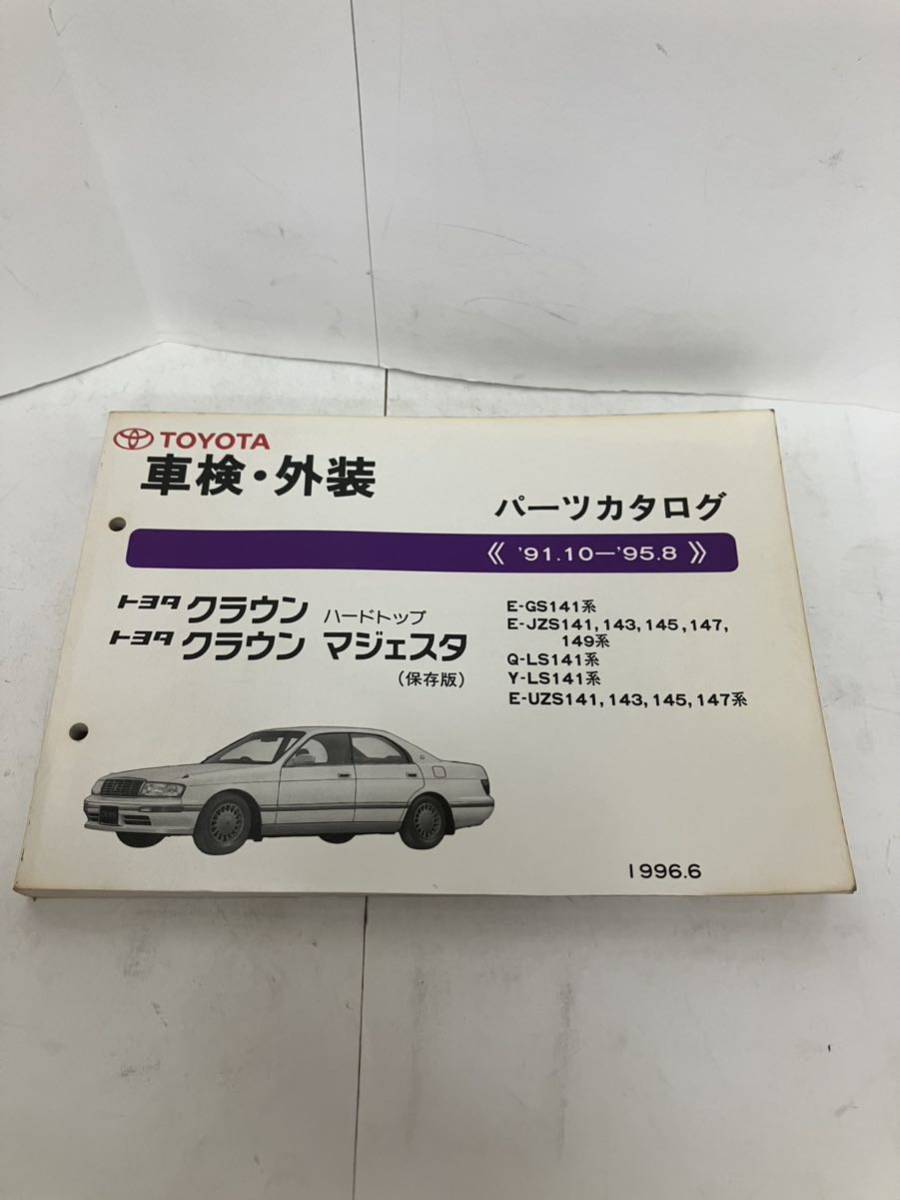 TOYOTA
車検・外装
パーツカタログ
《 '91.10−'95.8 》
トヨタ クラウン ハードトップ
トヨタ クラウン マジェスタ
(保存版)
E-GS141系
E-JZS141,143,145,147,
149系
Q-LS141系
Y-LS141系
E-UZS141,143,145,147系
1996.6